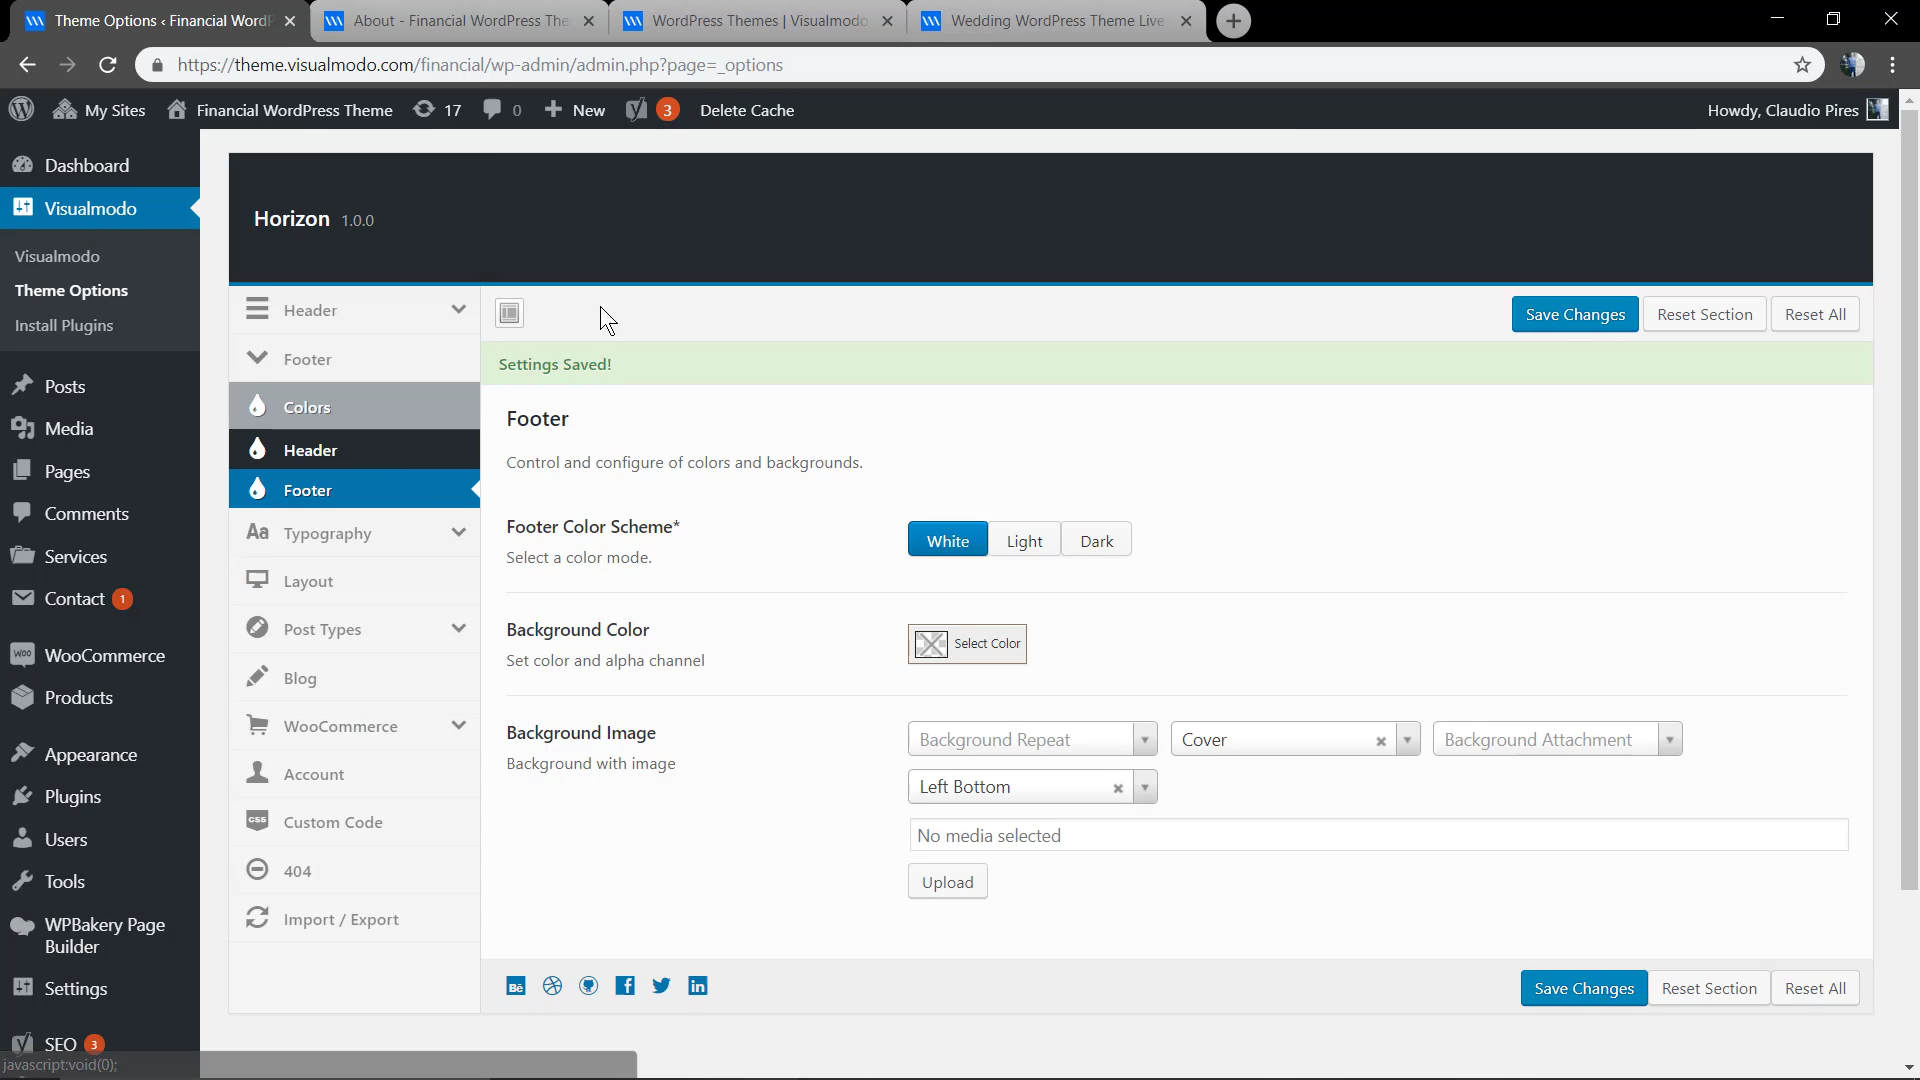 Theme Options ‹ Financial WordP
About - Financial WordPress The
WordPress Themes | Visualmodo
Wedding WordPress Theme Live
https://theme.visualmodo.com/financial/wp-admin/admin.php?page=_options
My Sites
Financial WordPress Theme
17
0
New
3
Delete Cache
Howdy, Claudio Pires
Dashboard
Visualmodo
Visualmodo
Theme Options
Install Plugins
Posts
Media
Pages
Comments
Services
Contact 1
WooCommerce
Products
Appearance
Plugins
Users
Tools
WPBakery Page
Builder
Settings
SEO 3
javascript:void(0);
Horizon 1.0.0
Header
Footer
Colors
Header
Footer
Typography
Layout
Post Types
Blog
WooCommerce
Account
Custom Code
404
Import / Export
Save Changes
Reset Section
Reset All
Settings Saved!
Footer
Control and configure of colors and backgrounds.
Footer Color Scheme*
Select a color mode.
White
Light
Dark
Background Color
Set color and alpha channel
Select Color
Background Image
Background with image
Background Repeat
Cover
Background Attachment
Left Bottom
No media selected
Upload
Save Changes
Reset Section
Reset All